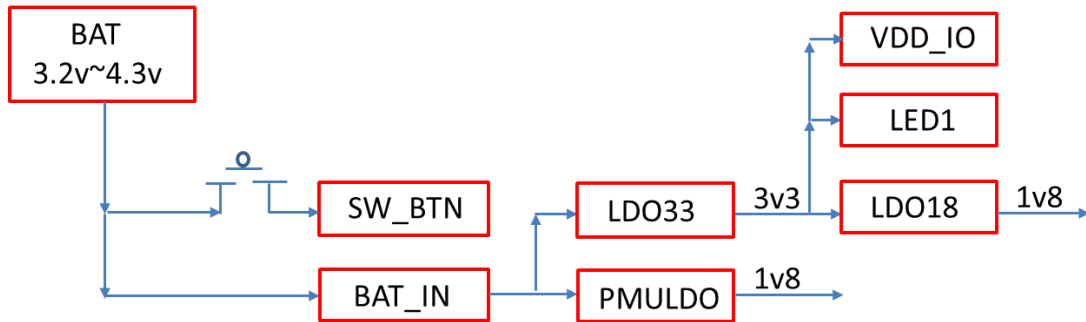 BAT
3.2v~4.3v
VDD_IO
LED1
SW_BTN
LDO33
3v3
LDO18
1v8
BAT_IN
PMULDO
1v8